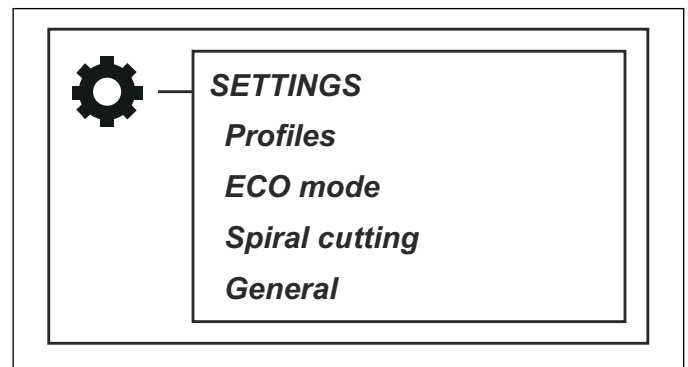 SETTINGS
Profiles
ECO mode
Spiral cutting
General